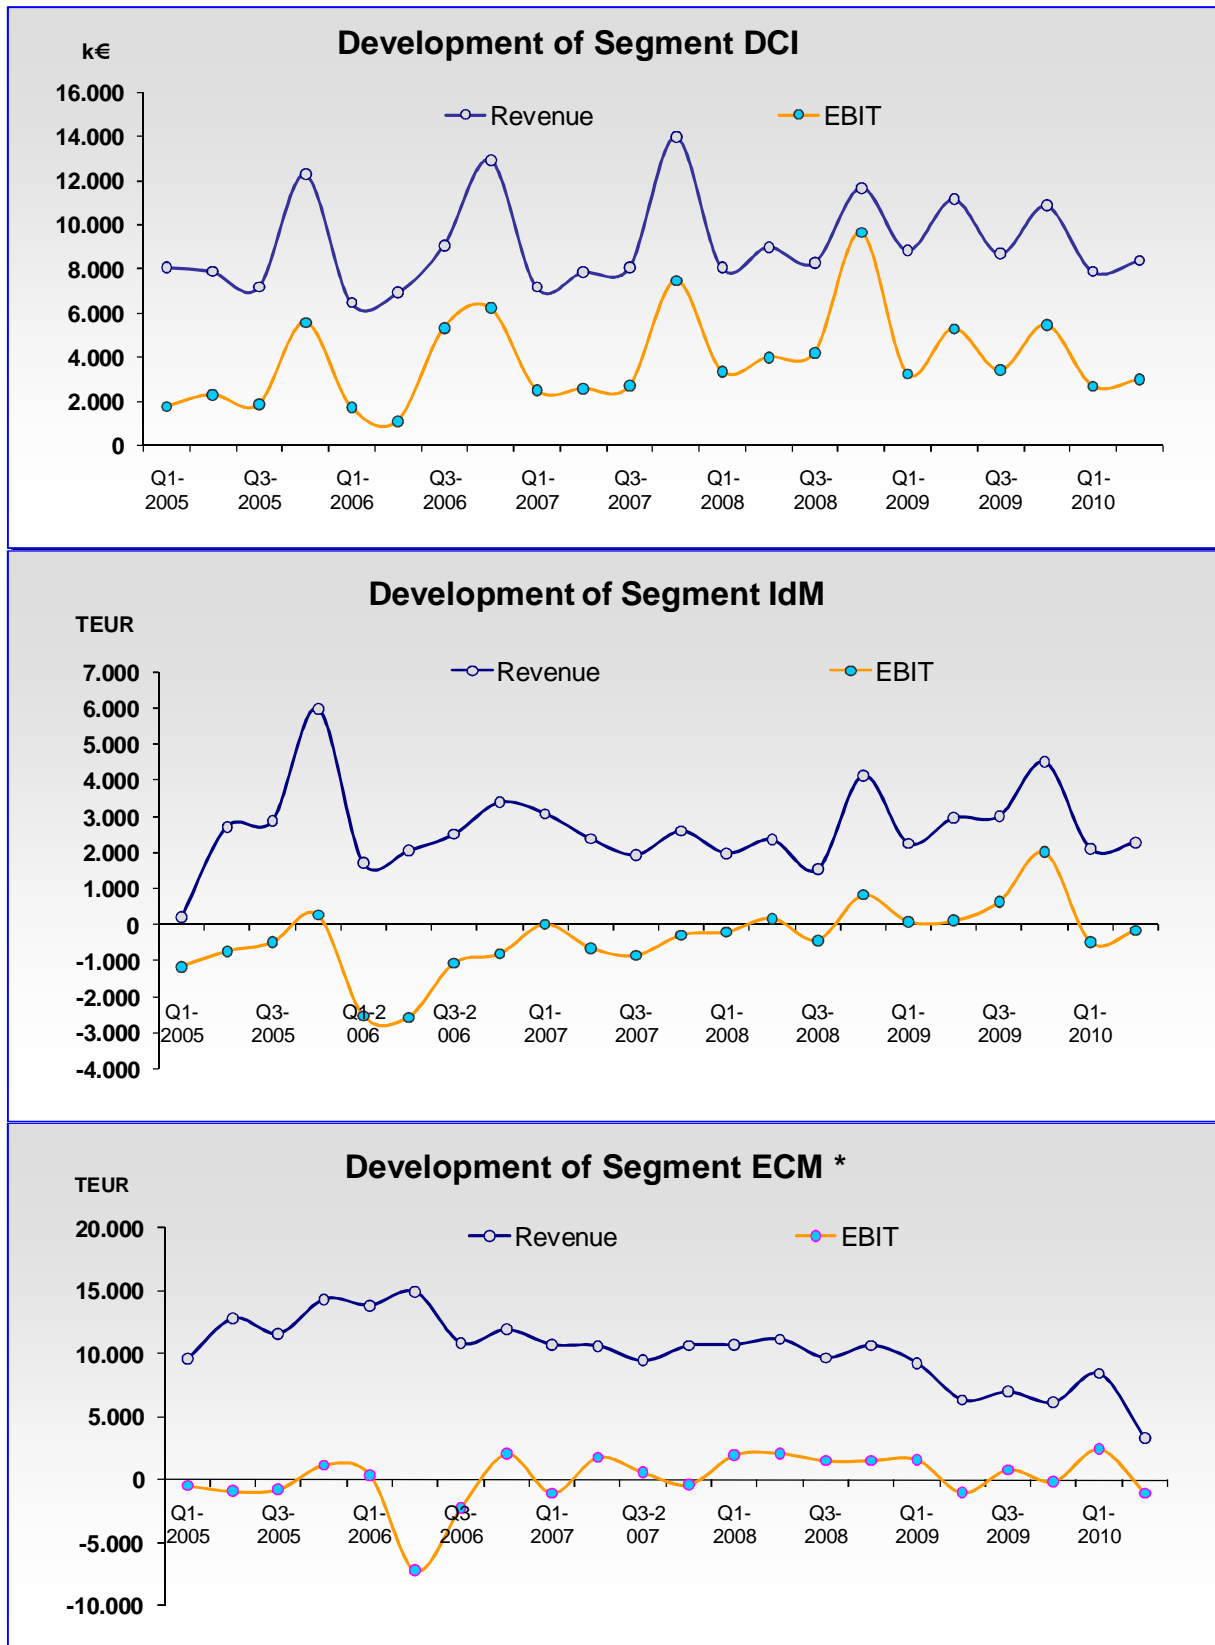 Development of Segment DCI
k€
16.000
Revenue
EBIT
14.000
12.000
10.000
8.000
6.000
4.000
2.000
0
Q1- Q3- Q1- Q3- Q1- Q3- Q1- Q3- Q1- Q3- Q1-
2005 2005 2006 2006 2007 2007 2008 2008 2009 2009 2010
Development of Segment IdM
TEUR
7.000
Revenue
EBIT
6.000
5.000
4.000
3.000
2.000
1.000
0
-1.000
-2.000
Q1- Q3- Q1-2 Q3-2 Q1- Q3- Q1- Q3- Q1- Q3- Q1-
2005 2005 006 006 2007 2007 2008 2008 2009 2009 2010
-3.000
-4.000
Development of Segment ECM *
TEUR
20.000
Revenue
EBIT
15.000
10.000
5.000
0
Q1- Q3- Q1- Q3- Q1- Q3-2 Q1- Q3- Q1- Q3- Q1-
2005 2005 2006 2006 2007 007 2008 2008 2009 2009 2010
-5.000
-10.000